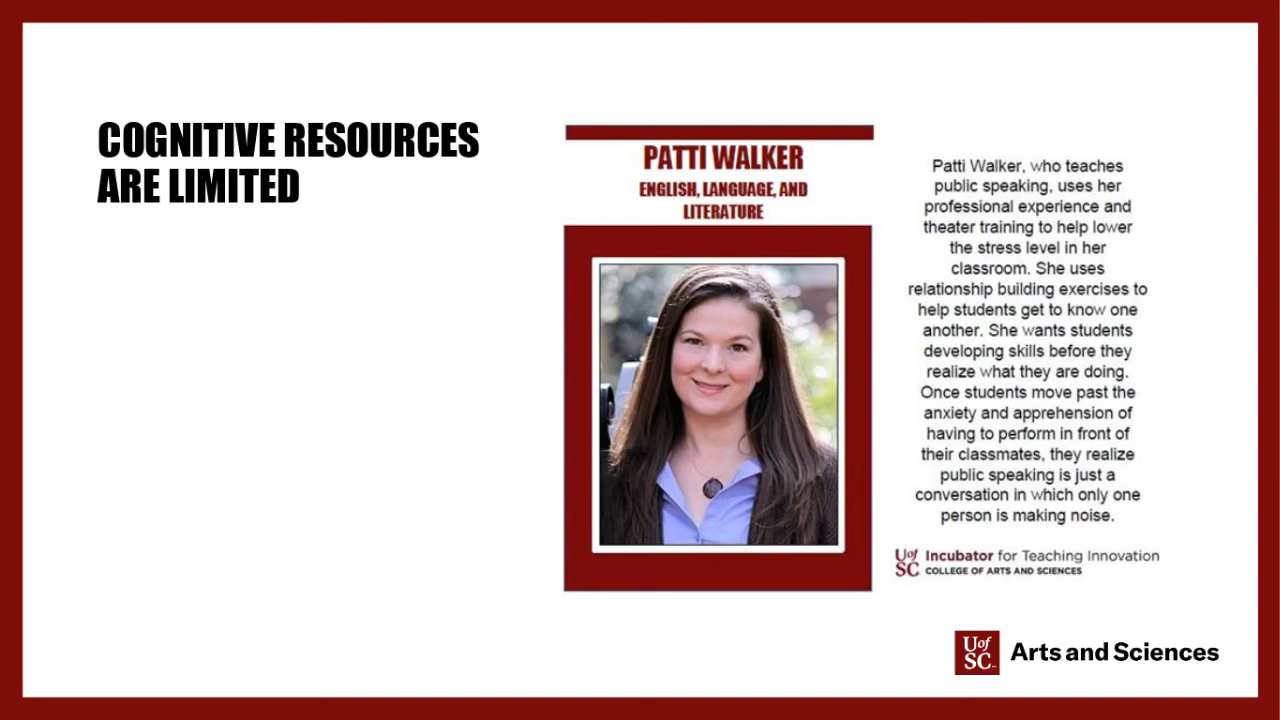 COGNITIVE RESOURCES
ARE LIMITED
PATTI WALKER
ENGLISH, LANGUAGE, AND
LITERATURE
Patti Walker, who teaches
public speaking, uses her
professional experience and
theater training to help lower
the stress level in her
classroom. She uses
relationship building exercises to
help students get to know one
another. She wants students
developing skills before they
realize what they are doing.
Once students move past the
anxiety and apprehension of
having to perform in front of
their classmates, they realize
public speaking is just a
conversation in which only one
person is making noise.
UofSC Incubator for Teaching Innovation
COLLEGE OF ARTS AND SCIENCES
UofSC Arts and Sciences